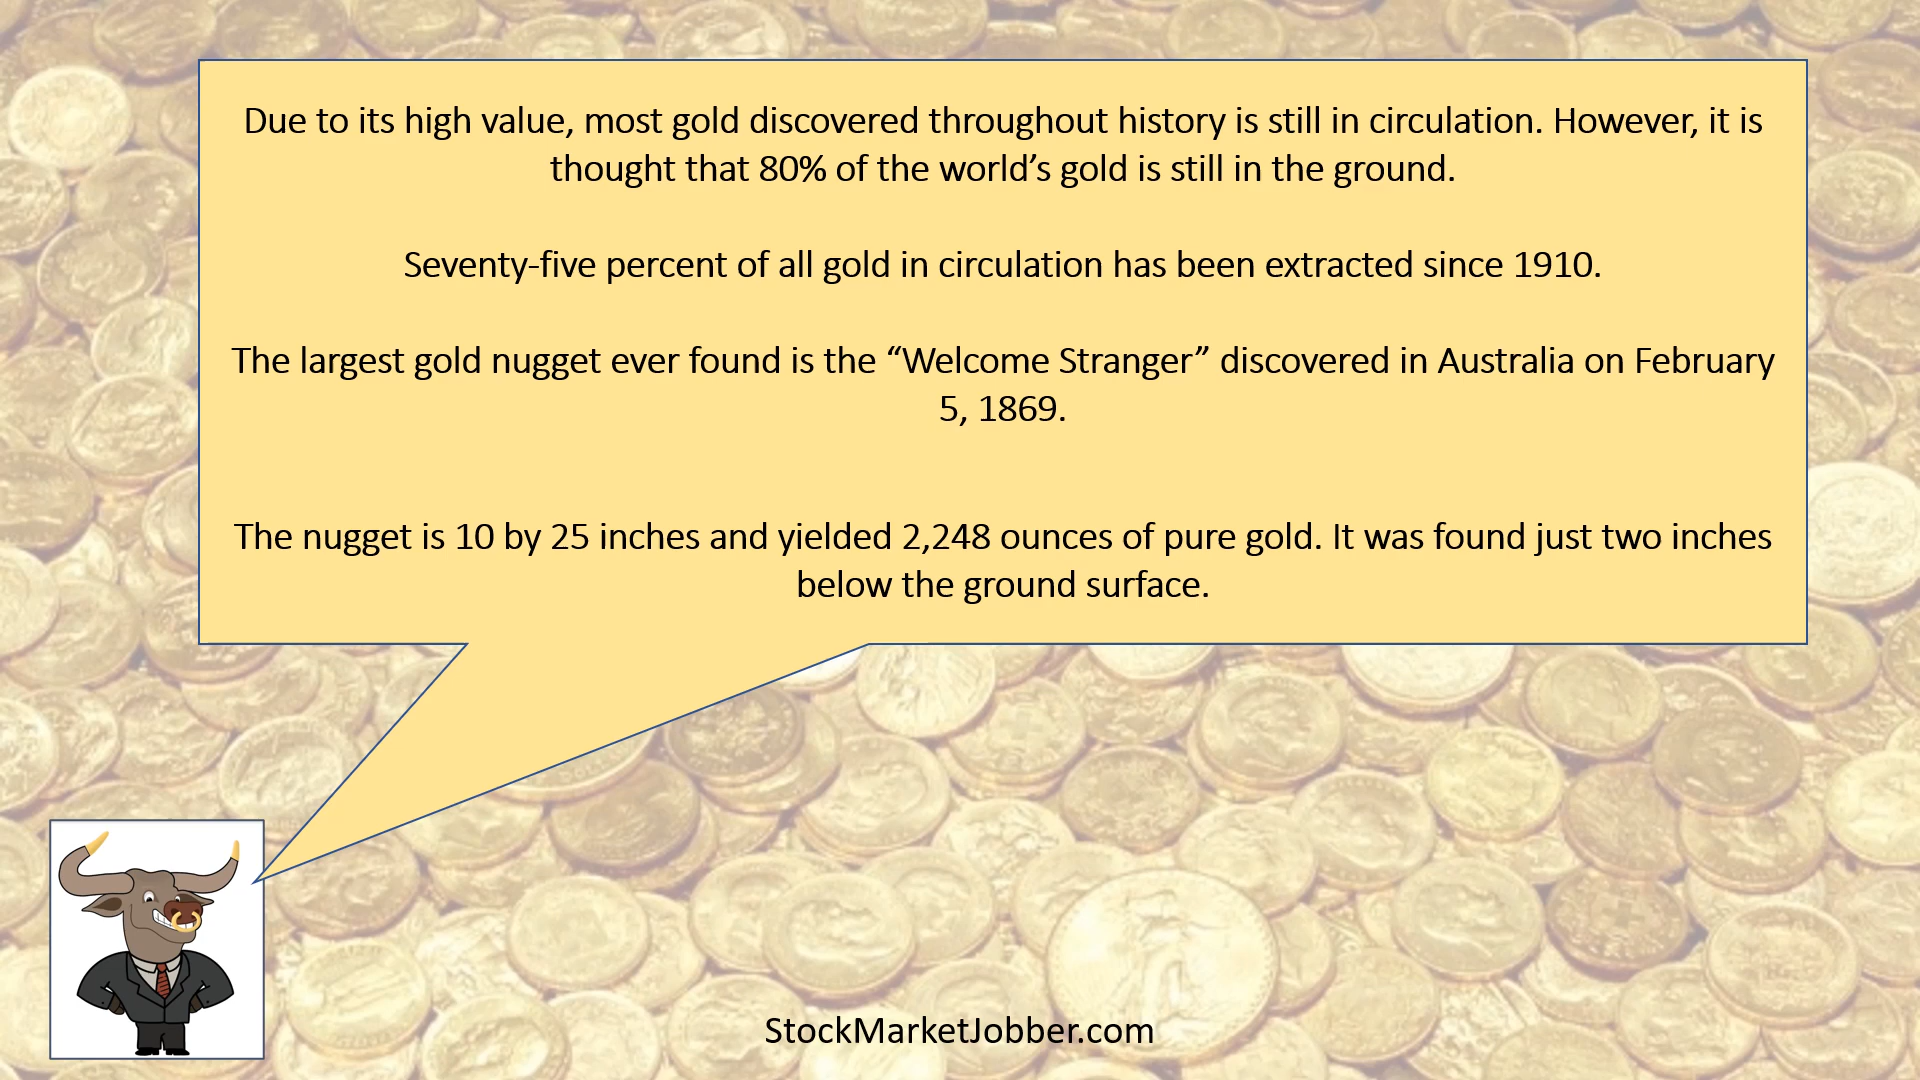 Due to its high value, most gold discovered throughout history is still in circulation. However, it is
thought that 80% of the world’s gold is still in the ground.
Seventy-five percent of all gold in circulation has been extracted since 1910.
The largest gold nugget ever found is the “Welcome Stranger” discovered in Australia on February
5, 1869.
The nugget is 10 by 25 inches and yielded 2,248 ounces of pure gold. It was found just two inches
below the ground surface.
StockMarketJobber.com